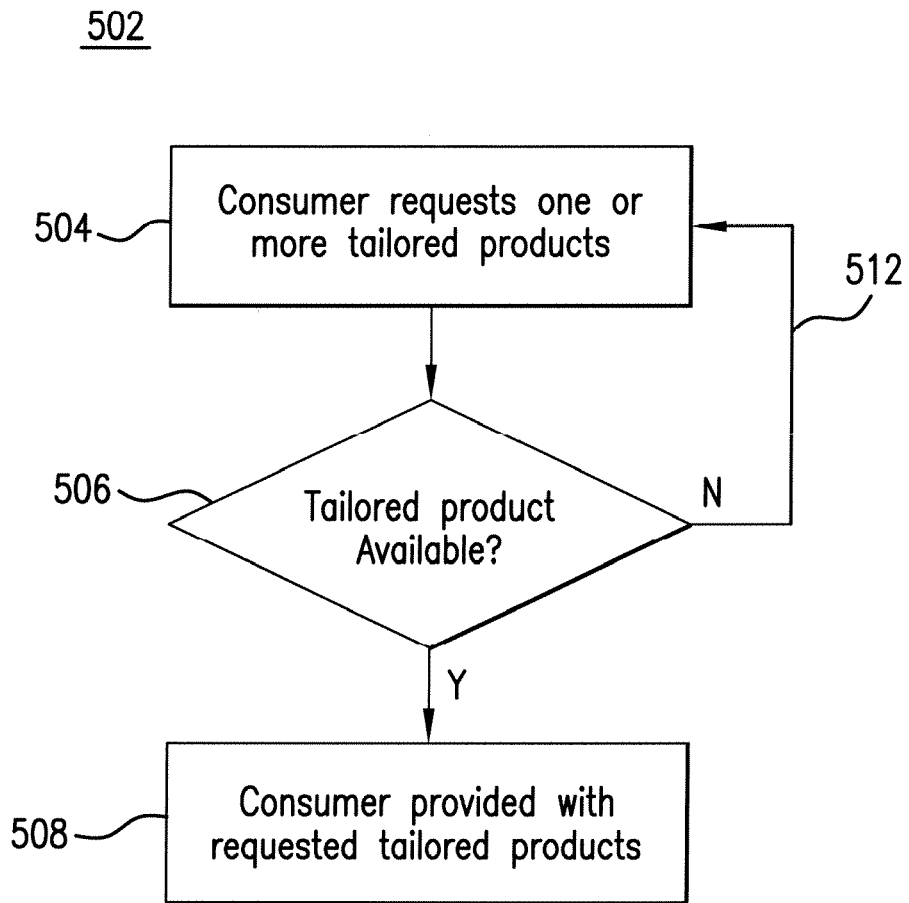 502
504
Consumer requests one or
more tailored products
512
506
Tailored product
Available?
N
Y
508
Consumer provided with
requested tailored products